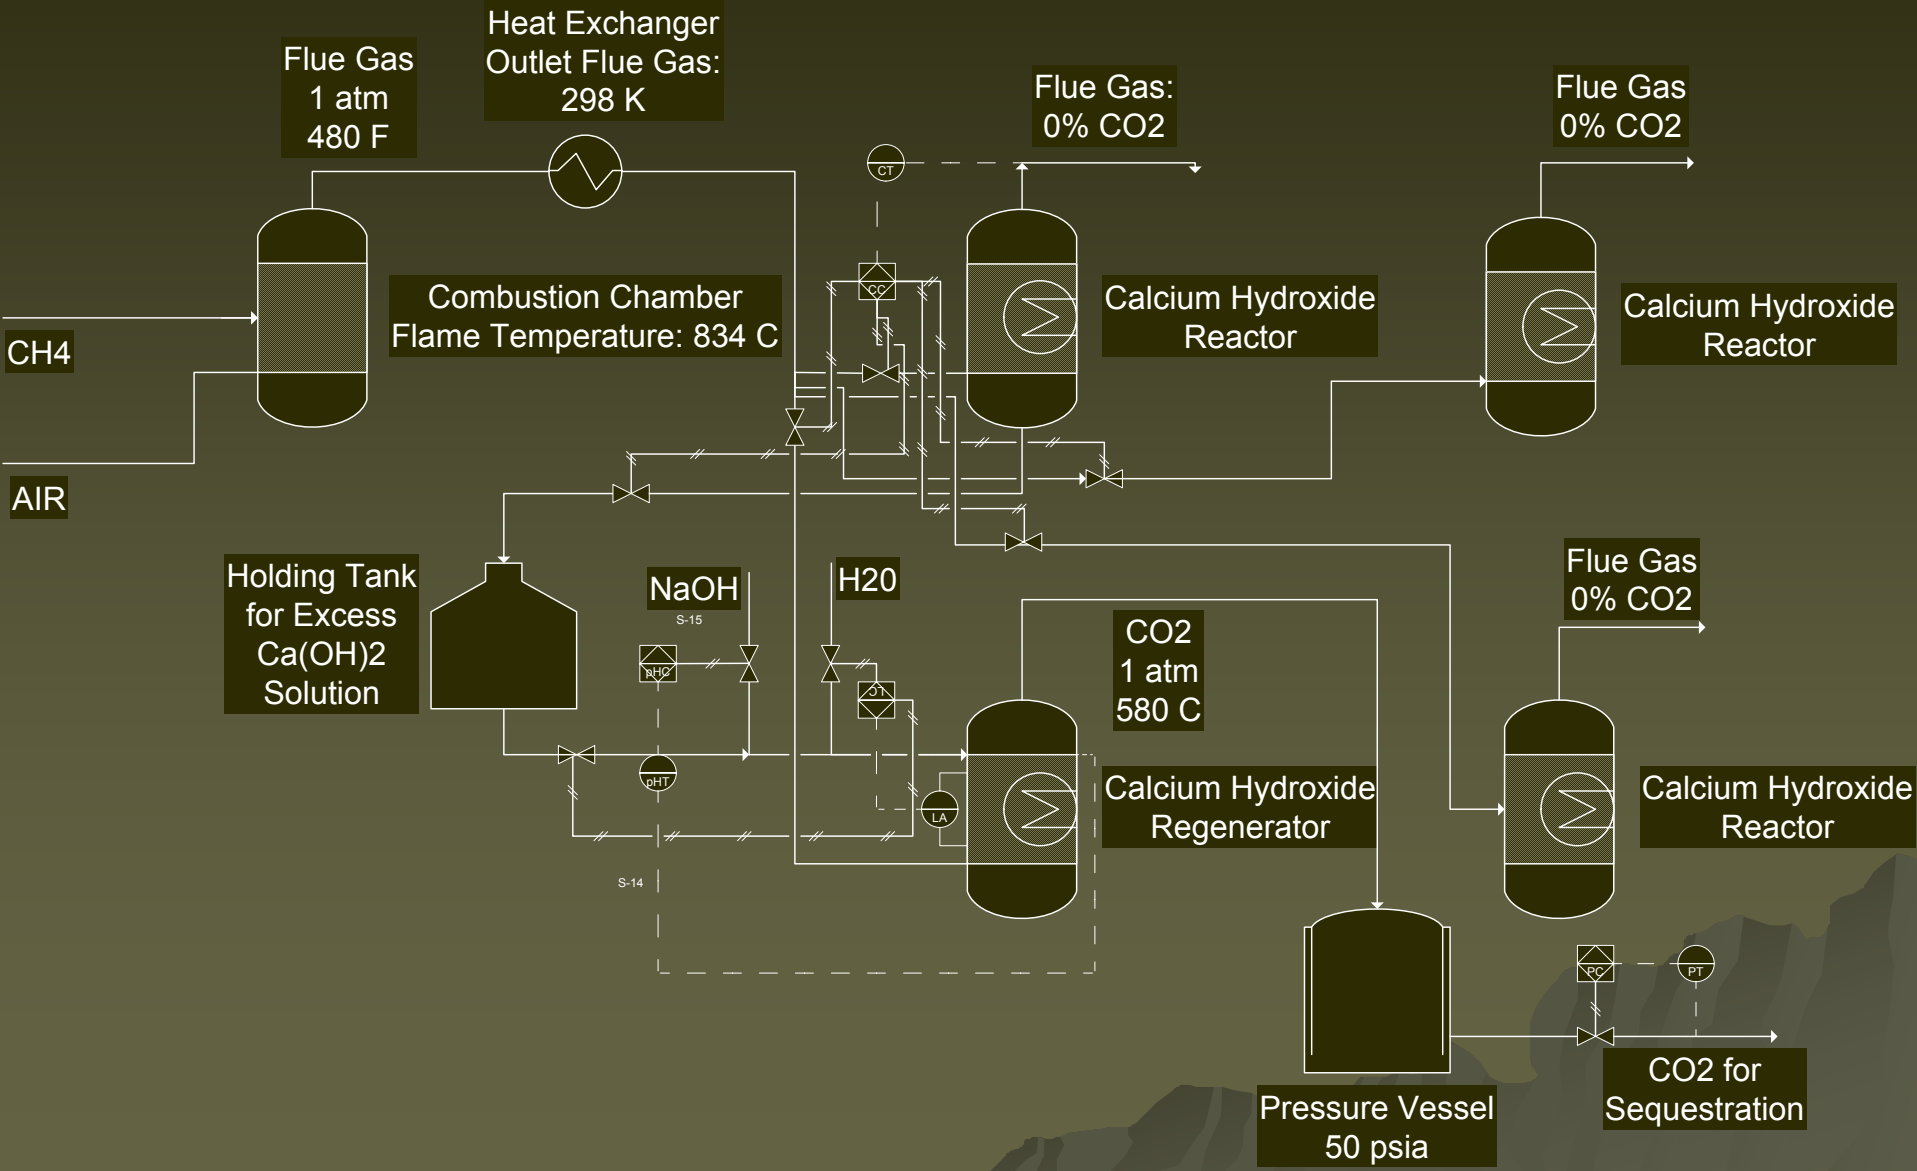 Heat Exchanger
Outlet Flue Gas:
298 K
Flue Gas
1 atm
480 F
Flue Gas:
0% CO2
Flue Gas
0% CO2
CT
CC
Combustion Chamber
Flame Temperature: 834 C
Calcium Hydroxide
Reactor
Calcium Hydroxide
Reactor
CH4
AIR
Holding Tank
for Excess
Ca(OH)2
Solution
NaOH
S-15
H20
pHC
LC
CO2
1 atm
580 C
Flue Gas
0% CO2
pHT
LA
Calcium Hydroxide
Regenerator
Calcium Hydroxide
Reactor
S-14
PC
PT
CO2 for
Sequestration
Pressure Vessel
50 psia